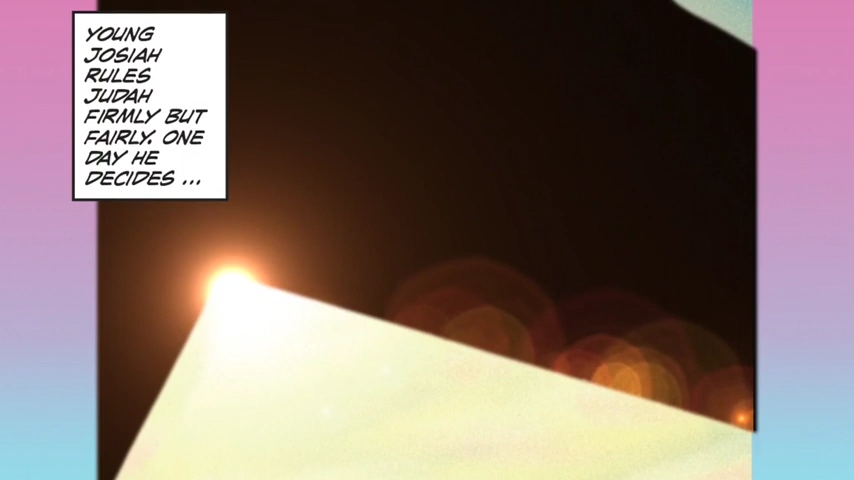 YOUNG
JOSIAH
RULES
JUDAH
FIRMLY BUT
FAIRLY. ONE
DAY HE
DECIDES ...